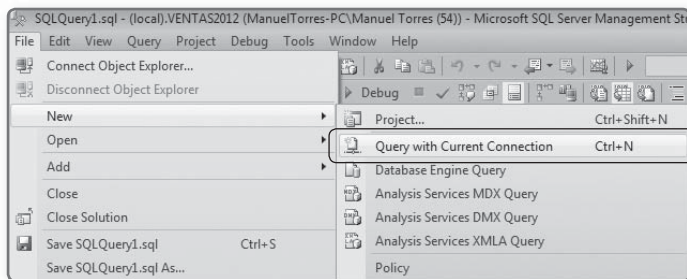 SQLQuery1.sql - (local).VENTAS2012 (ManuelTorres-PC\Manuel Torres (54)) - Microsoft SQL Server Management
File Edit View Query Project Debug Tools Window Help
Connect Object Explorer...
Disconnect Object Explorer
Debug
New
Project... Ctrl+Shift+N
Open
Query with Current Connection Ctrl+N
Add
Database Engine Query
Close
Analysis Services MDX Query
Close Solution
Analysis Services DMX Query
Save SQLQuery1.sql Ctrl+S
Analysis Services XMLA Query
Save SQLQuery1.sql As...
Policy